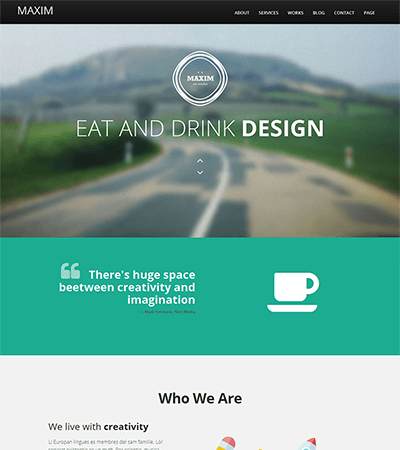 MAXIM
ABOUT SERVICES WORKS BLOG CONTACT PAGE
MAXIM
EAT AND DRINK DESIGN
There's huge space
beetween creativity and
imagination
— Mark Simmons, Nett Media
Who We Are
We live with creativity
Li Europan lingues es membres del sam familie. Lor